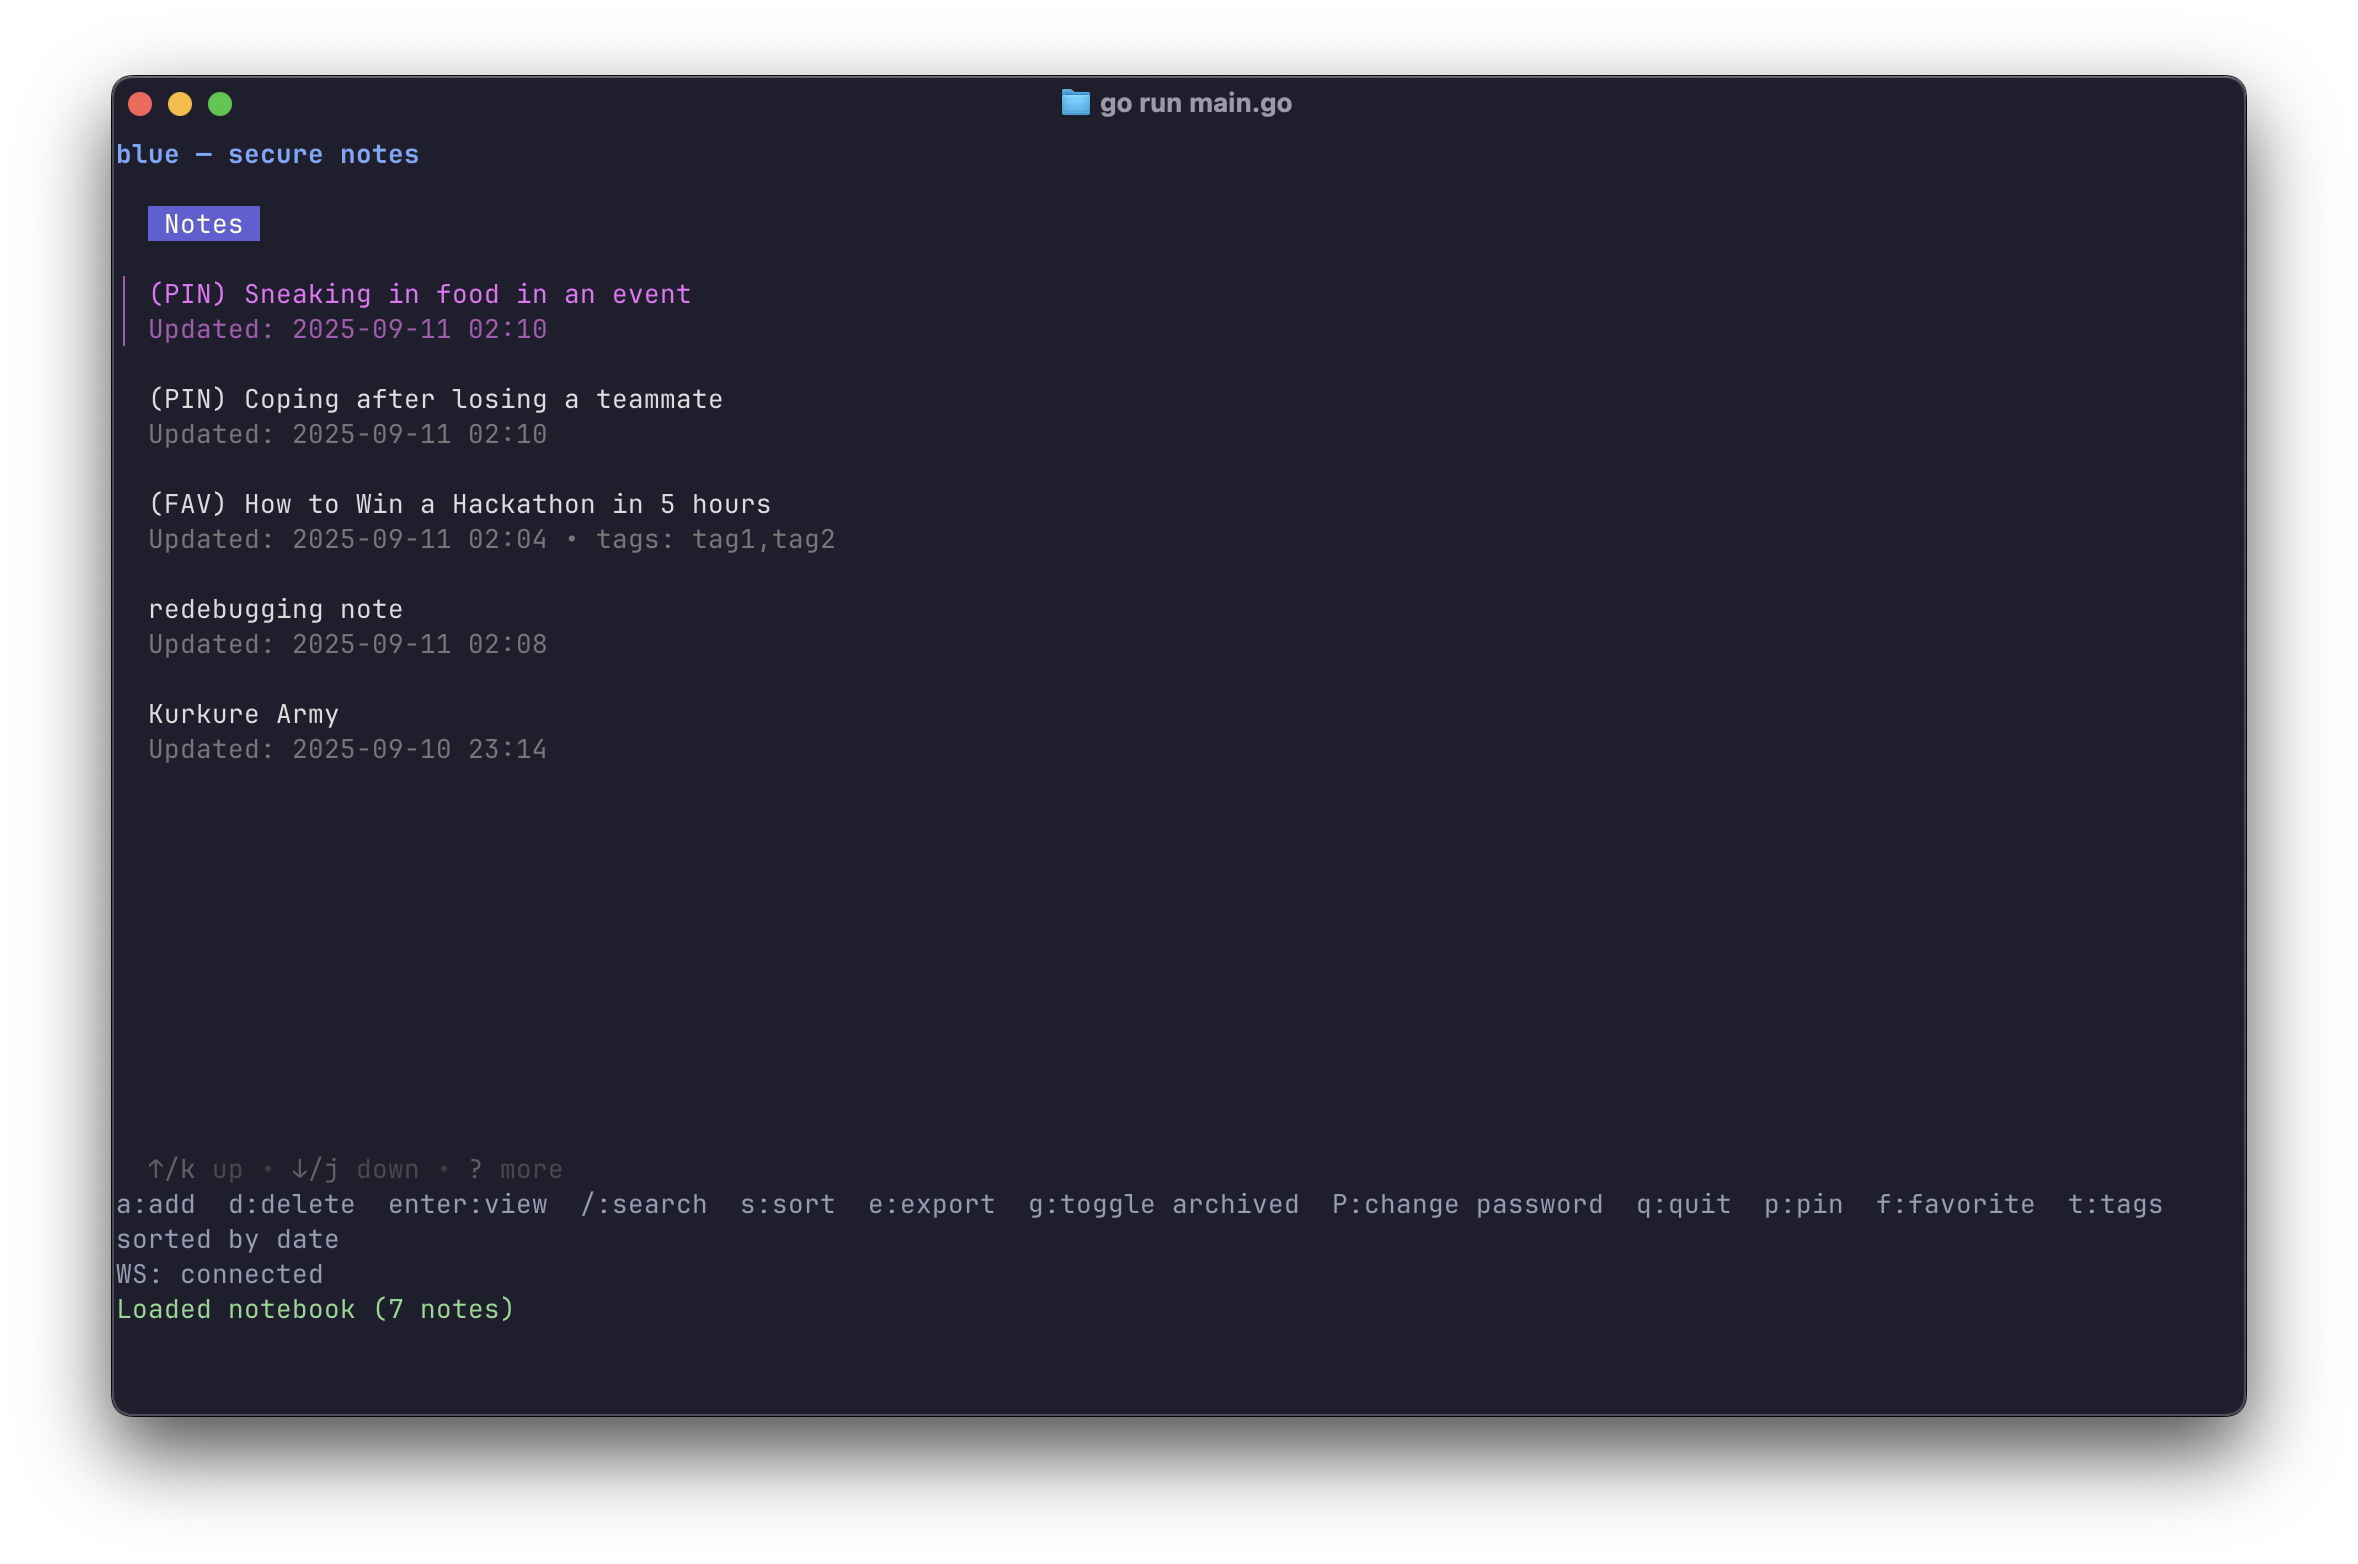 go run main.go
blue — secure notes
Notes
(PIN) Sneaking in food in an event
Updated: 2025-09-11 02:10
(PIN) Coping after losing a teammate
Updated: 2025-09-11 02:10
(FAV) How to Win a Hackathon in 5 hours
Updated: 2025-09-11 02:04 • tags: tag1,tag2
redebugging note
Updated: 2025-09-11 02:08
Kurkure Army
Updated: 2025-09-10 23:14
↑/k up • ↓/j down • ? more
a:add  d:delete  enter:view  /:search  s:sort  e:export  g:toggle archived  P:change password  q:quit  p:pin  f:favorite  t:tags
sorted by date
WS: connected
Loaded notebook (7 notes)